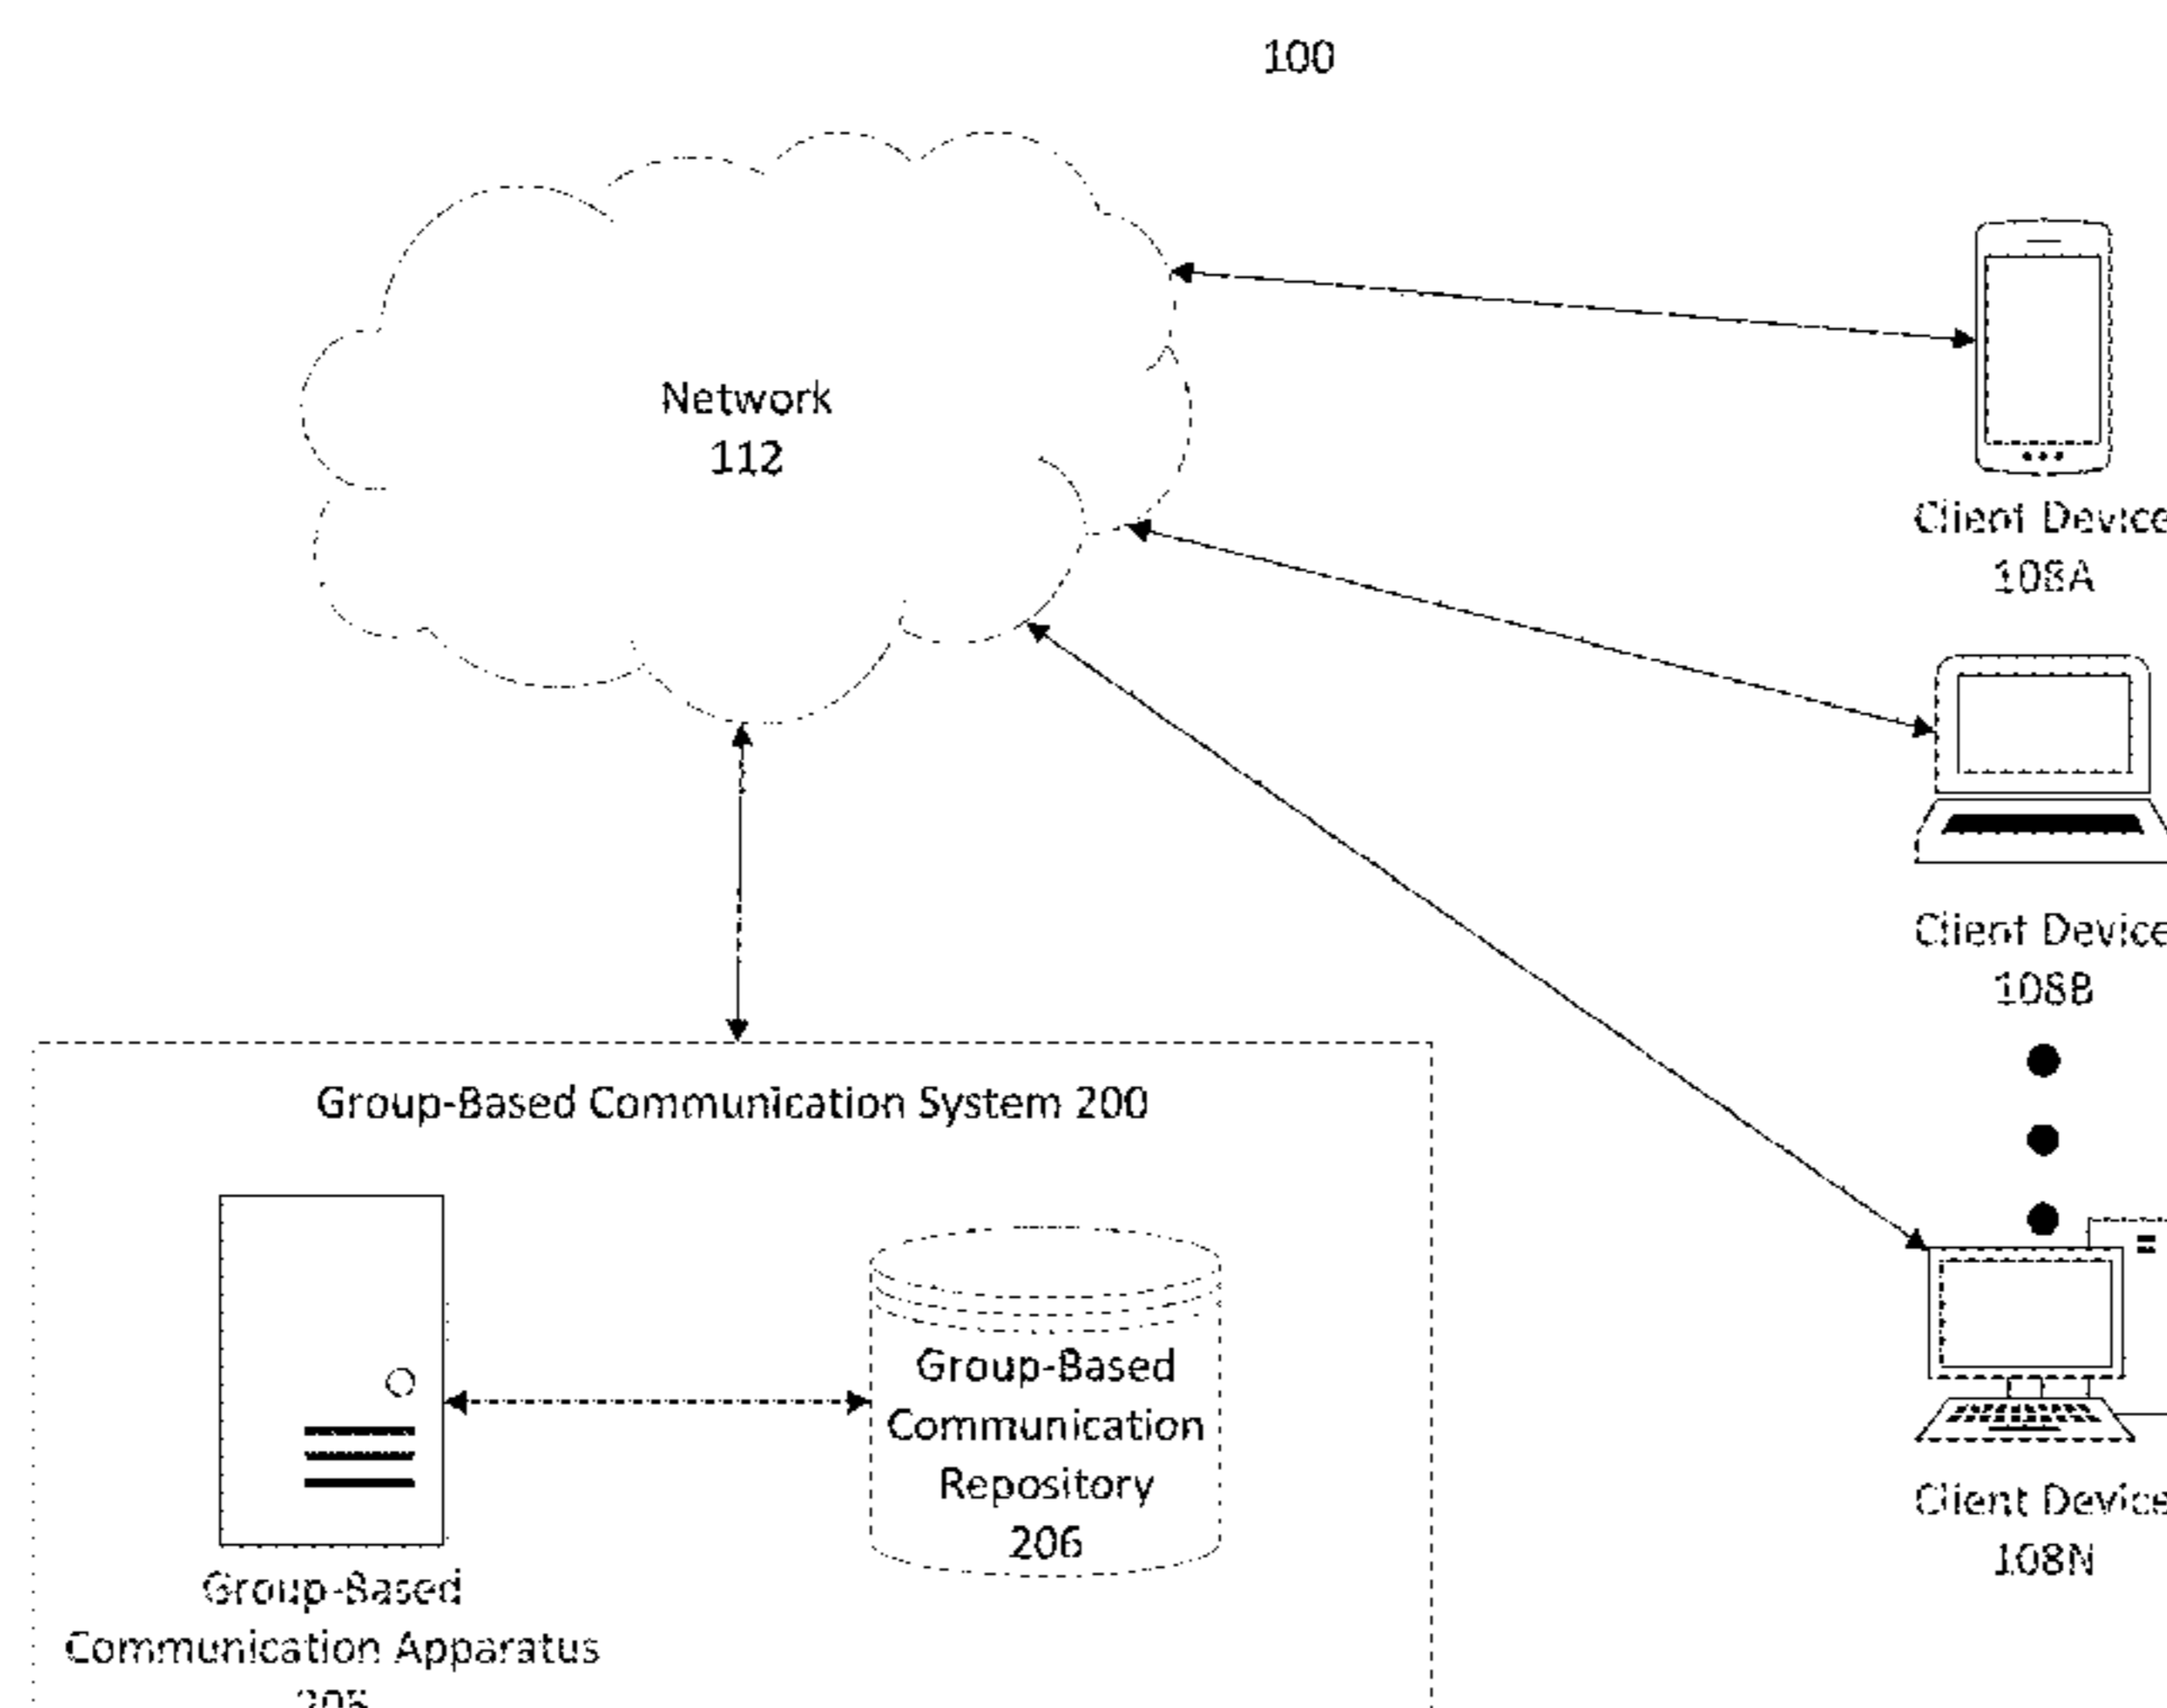 100
Network
112
Client Device
108A
Client Device
108B
Group-Based Communication System 200
Group-Based
Communication
Repository
206
Client Device
108N
Group-Based
Communication Apparatus